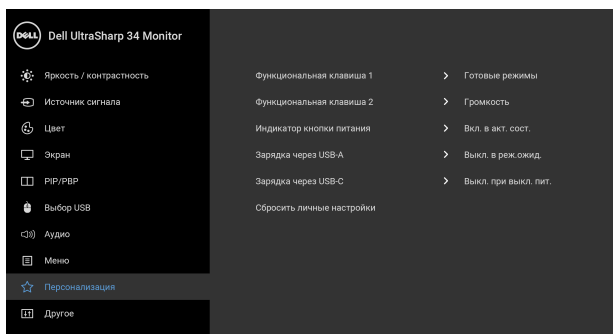 DELL Dell UltraSharp 34 Monitor
Яркость / контрастность
Источник сигнала
Цвет
Экран
PIP/PBP
Выбор USB
Аудио
Меню
Персонализация
Другое
Функциональная клавиша 1 > Готовые режимы
Функциональная клавиша 2 > Громкость
Индикатор кнопки питания > Вкл. в акт. сост.
Зарядка через USB-A > Выкл. в реж.ожид.
Зарядка через USB-C > Выкл. при выкл. пит.
Сбросить личные настройки